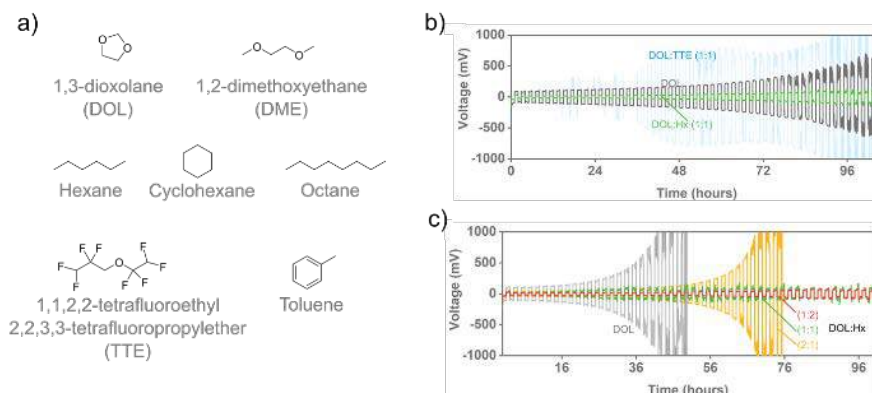 a)
1,3-dioxolane
(DOL)
1,2-dimethoxyethane
(DME)
Hexane
Cyclohexane
Octane
1,1,2,2-tetrafluoroethyl
2,2,3,3-tetrafluoropropylether
(TTE)
Toluene
O
O
O
O
F
F
F
F
O
F
F
F
F
b)
Voltage (mV)
1000
500
0
-500
-1000
DOL:TTE (1:1)
DOL
DOL:Hx (1:1)
0
24
48
72
96
Time (hours)
c)
Voltage (mV)
1000
500
0
-500
-1000
DOL
(1:2)
(1:1)
(2:1)
DOL:Hx
16
36
56
76
96
Time (hours)